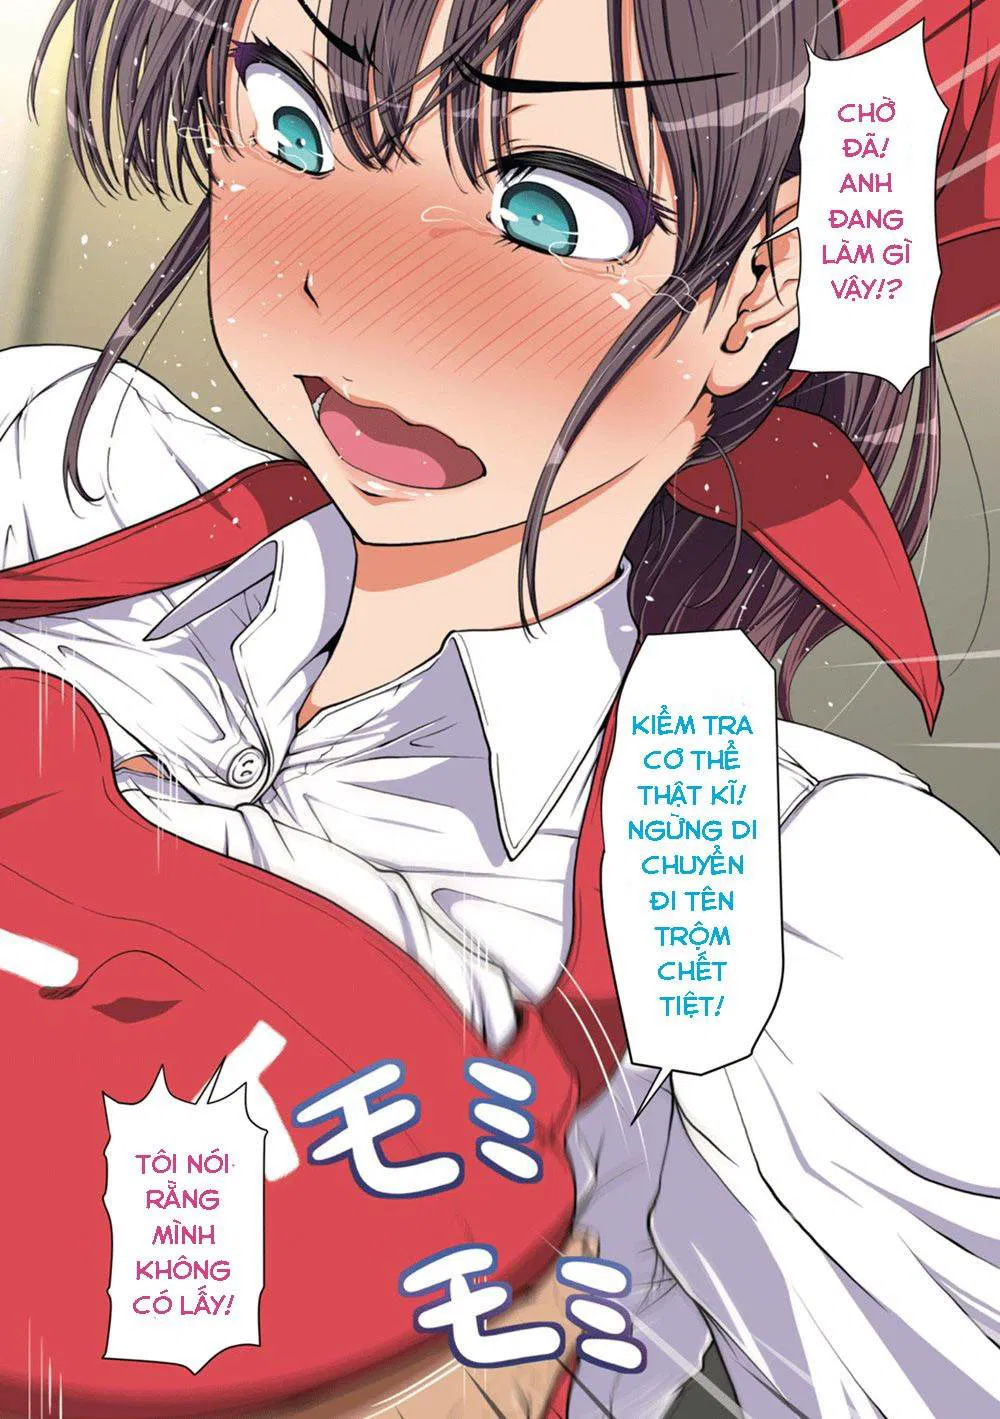 CHỜ
ĐÃ!
ANH
ĐANG
LÀM GÌ
VẬY!?
KIỂM TRA
CƠ THỂ
THẬT KĨ!
NGỪNG DI
CHUYỂN
ĐI TÊN
TRỘM
CHẾT
TIỆT!
モミ
モミ
TÔI NÓI
RẰNG
MÌNH
KHÔNG
CÓ LẤY!